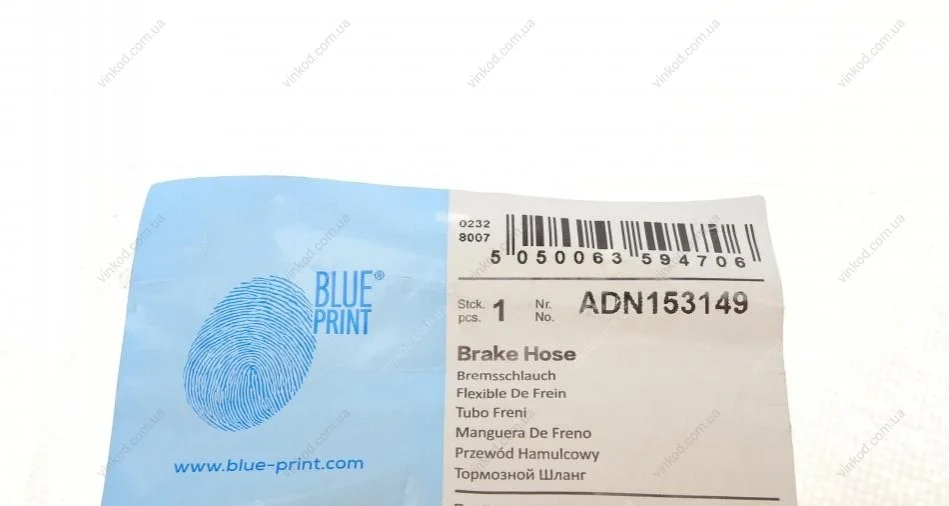 BLUE®
PRINT
www.blue-print.com
0232
8007
5 050063 594706
Stck. 1 Nr. ADN153149
pcs. No.
Brake Hose
Bremsschlauch
Flexible De Frein
Tubo Freni
Manguera De Freno
Przewód Hamulcowy
Тормозной Шланг
vinkod.com.ua